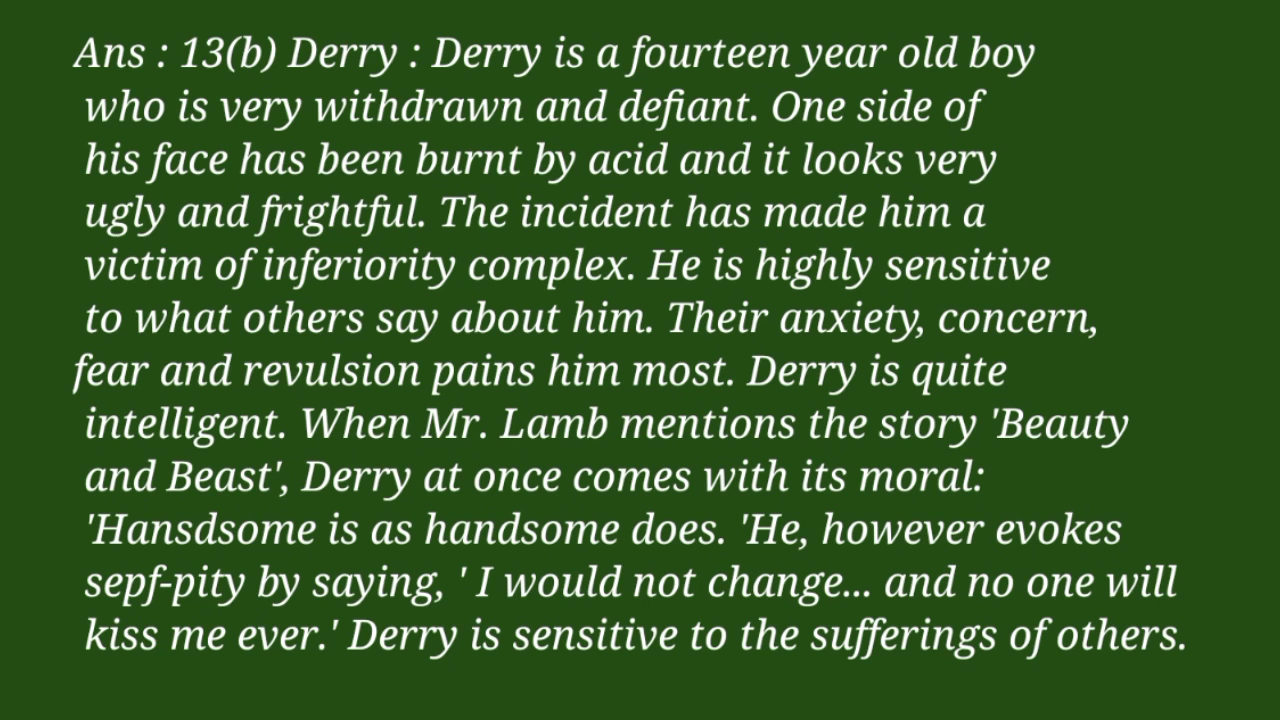 Ans : 13(b) Derry : Derry is a fourteen year old boy
who is very withdrawn and defiant. One side of
his face has been burnt by acid and it looks very
ugly and frightful. The incident has made him a
victim of inferiority complex. He is highly sensitive
to what others say about him. Their anxiety, concern,
fear and revulsion pains him most. Derry is quite
intelligent. When Mr. Lamb mentions the story 'Beauty
and Beast', Derry at once comes with its moral:
'Hansdsome is as handsome does. 'He, however evokes
sepf-pity by saying, ' I would not change... and no one will
kiss me ever.' Derry is sensitive to the sufferings of others.